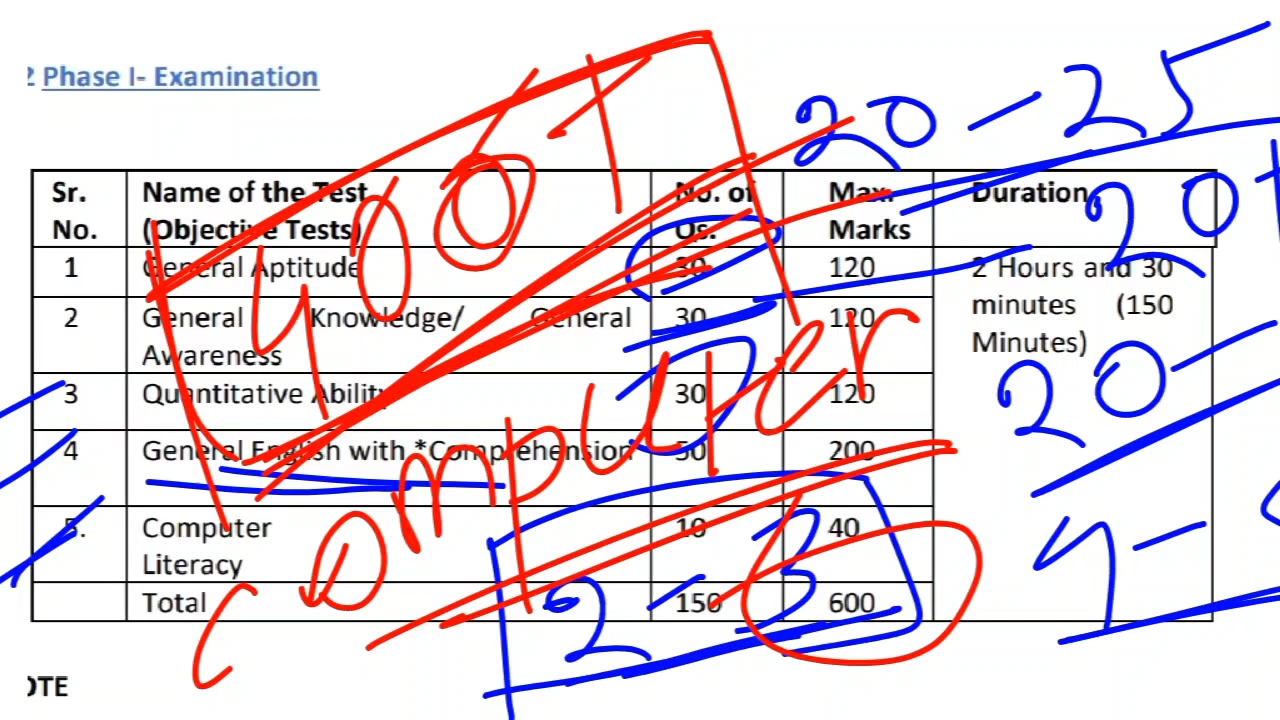 2 Phase I- Examination
20 - 25
Sr. No. Name of the Test (Objective Tests) No. of Qs. Max. Marks Duration
20
1 General Aptitude 30 120 2 Hours and 30 minutes (150 Minutes)
2 General Knowledge/ General Awareness 30 120
3 Quantitative Ability 30 120
20 -
4 General English with *Comprehension 50 200
5. Computer Literacy 10 40
Total 150 600
computer
2 - 3
OTE